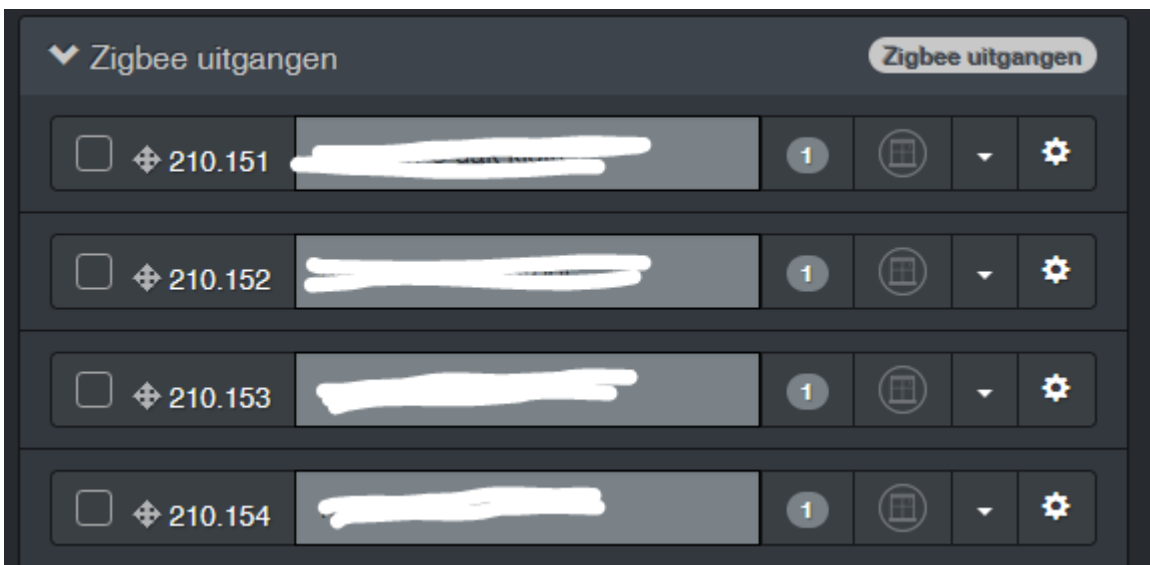 Zigbee uitgangen Zigbee uitgangen
210.151 1
210.152 1
210.153 1
210.154 1